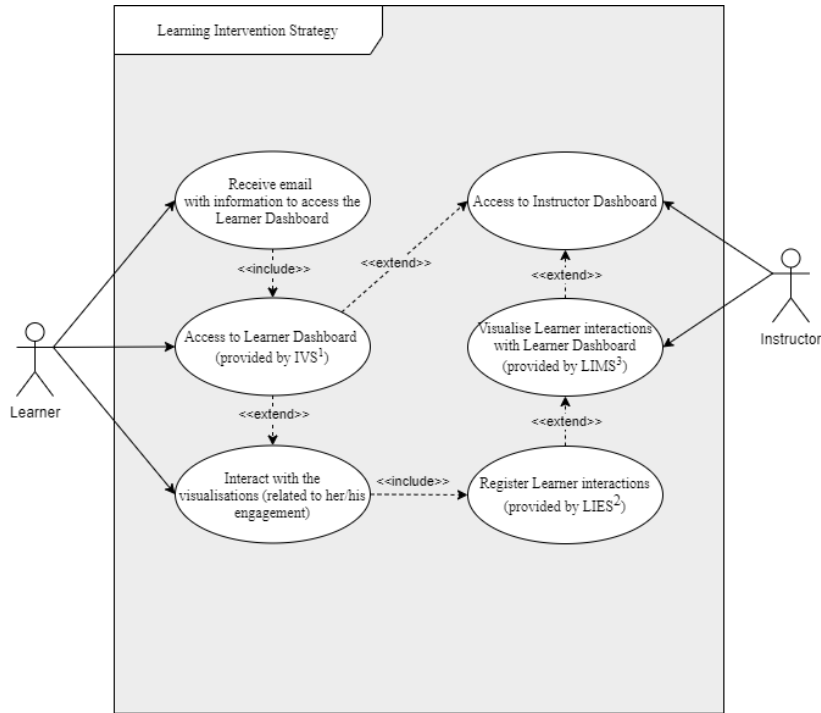 Learning Intervention Strategy
Receive email
with information to access the
Learner Dashboard
Access to Instructor Dashboard
<<include>>
<<extend>>
<<extend>>
Access to Learner Dashboard
(provided by IVS¹)
Visualise Learner interactions
with Learner Dashboard
(provided by LIMS³)
Learner
Instructor
<<extend>>
<<extend>>
Interact with the
visualisations (related to her/his
engagement)
<<include>>
Register Learner interactions
(provided by LIES²)